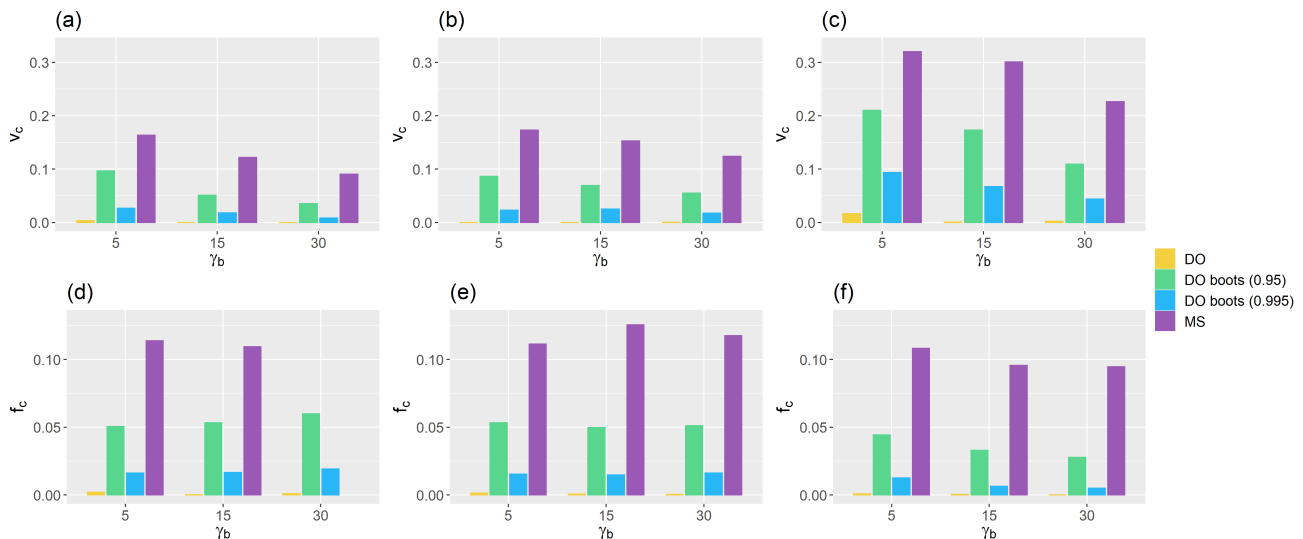 (a) (b) (c)
0.3 0.3 0.3
0.2 0.2 0.2
v_c v_c v_c
0.1 0.1 0.1
0.0 0.0 0.0
5 15 30 5 15 30 5 15 30
γ_b γ_b γ_b
DO
DO boots (0.95)
DO boots (0.995)
MS
(d) (e) (f)
0.10 0.10 0.10
f_c f_c f_c
0.05 0.05 0.05
0.00 0.00 0.00
5 15 30 5 15 30 5 15 30
γ_b γ_b γ_b